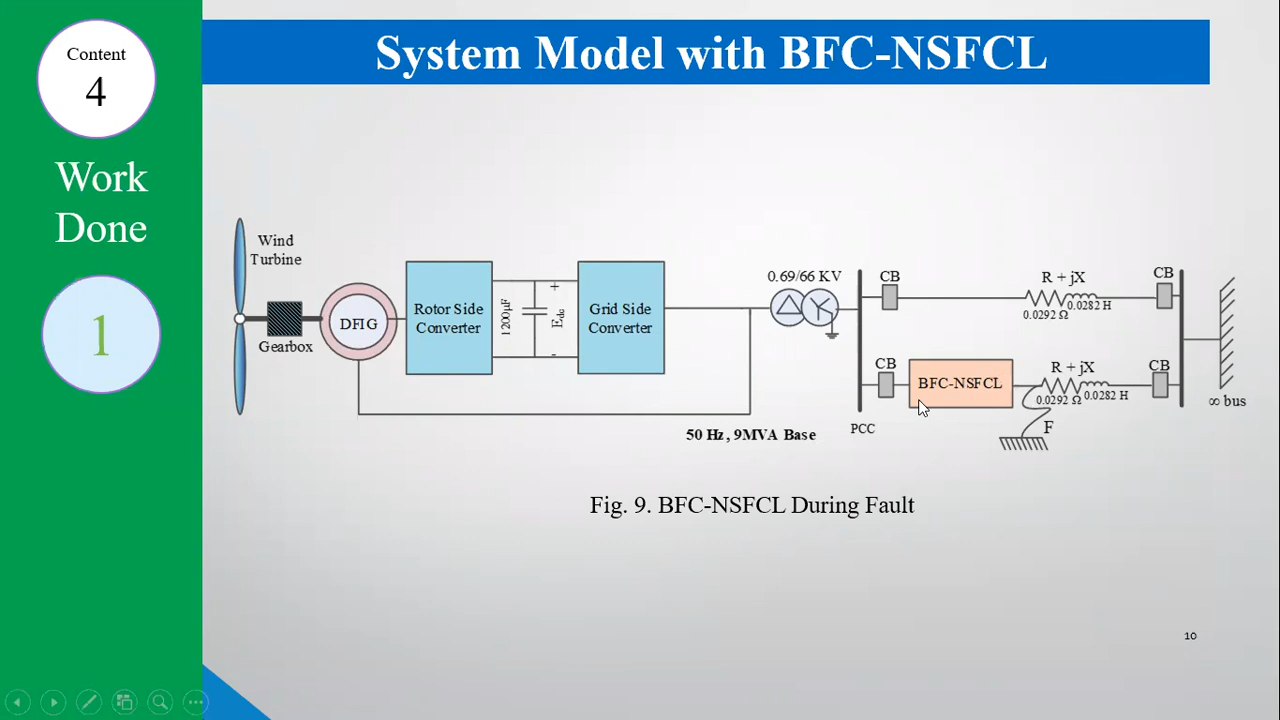 Content
4
Work
Done
1
System Model with BFC-NSFCL
Wind
Turbine
Gearbox
DFIG
Rotor Side
Converter
1200μF
+
E_dc
-
Grid Side
Converter
0.69/66 KV
50 Hz, 9MVA Base
PCC
CB
R + jX
0.0292 Ω
0.0282 H
CB
CB
BFC-NSFCL
R + jX
0.0292 Ω
0.0282 H
CB
F
∞ bus
Fig. 9. BFC-NSFCL During Fault
10